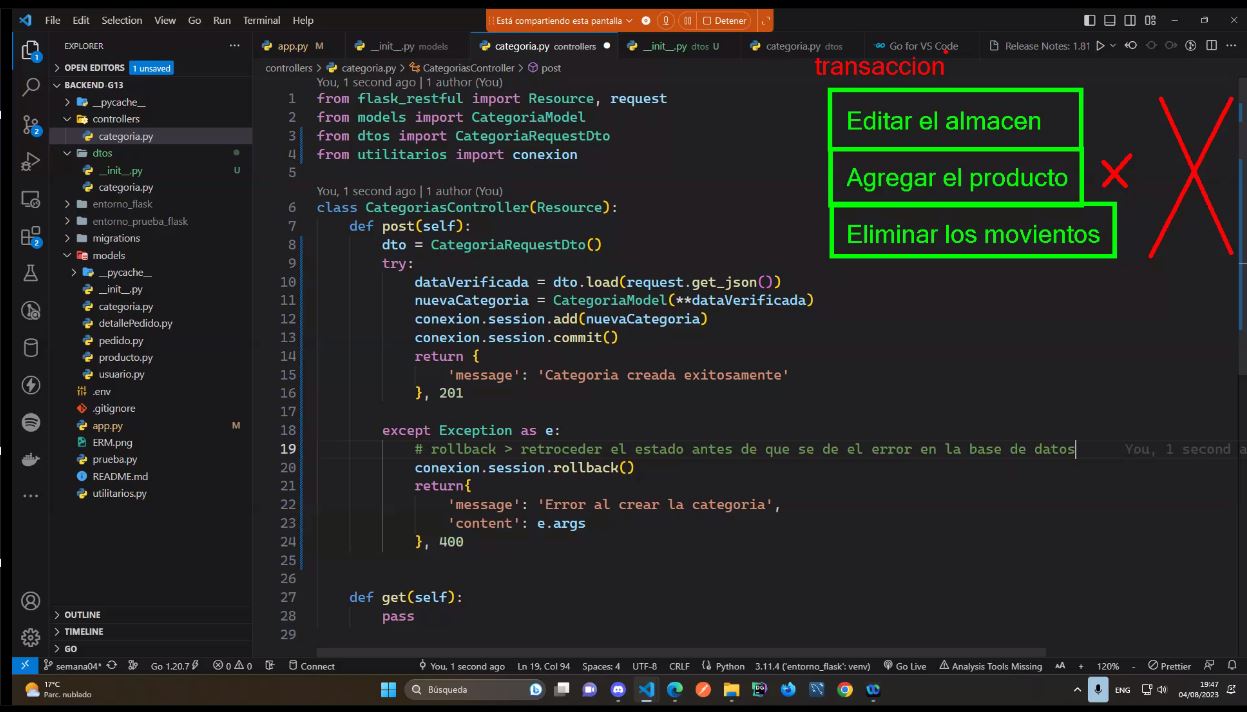 File Edit Selection View Go Run Terminal Help
Está compartiendo esta pantalla Detener
EXPLORER
app.py M
__init__.py models
categoria.py controllers
__init__.py dtos U
categoria.py dtos
Go for VS Code
Release Notes: 1.81
OPEN EDITORS 1 unsaved
controllers > categoria.py > CategoriasController > post
transaccion
BACKEND-G13
__pycache__
controllers
categoria.py
dtos
__init__.py U
categoria.py
entorno_flask
entorno_prueba_flask
migrations
models
__pycache__
__init__.py
categoria.py
detallePedido.py
pedido.py
producto.py
usuario.py
.env
.gitignore
app.py M
ERM.png
prueba.py
README.md
utilitarios.py
OUTLINE
TIMELINE
GO
You, 1 second ago | 1 author (You)
1 from flask_restful import Resource, request
2 from models import CategoriaModel
3 from dtos import CategoriaRequestDto
4 from utilitarios import conexion
5
You, 1 second ago | 1 author (You)
6 class CategoriasController(Resource):
7 def post(self):
8 dto = CategoriaRequestDto()
9 try:
10 dataVerificada = dto.load(request.get_json())
11 nuevaCategoria = CategoriaModel(**dataVerificada)
12 conexion.session.add(nuevaCategoria)
13 conexion.session.commit()
14 return {
15 'message': 'Categoria creada exitosamente'
16 }, 201
17
18 except Exception as e:
19 # rollback > retroceder el estado antes de que se de el error en la base de datos You, 1 second a
20 conexion.session.rollback()
21 return{
22 'message': 'Error al crear la categoria',
23 'content': e.args
24 }, 400
25
26
27 def get(self):
28 pass
29
Editar el almacen
Agregar el producto
Eliminar los movientos
semana04* Go 1.20.7 0 0 Connect You, 1 second ago Ln 19, Col 94 Spaces: 4 UTF-8 CRLF Python 3.11.4 ('entorno_flask': venv) Go Live Analysis Tools Missing AA + 120% - Prettier
17°C
Parc. nublado
Búsqueda
ENG
19:47
04/08/2023